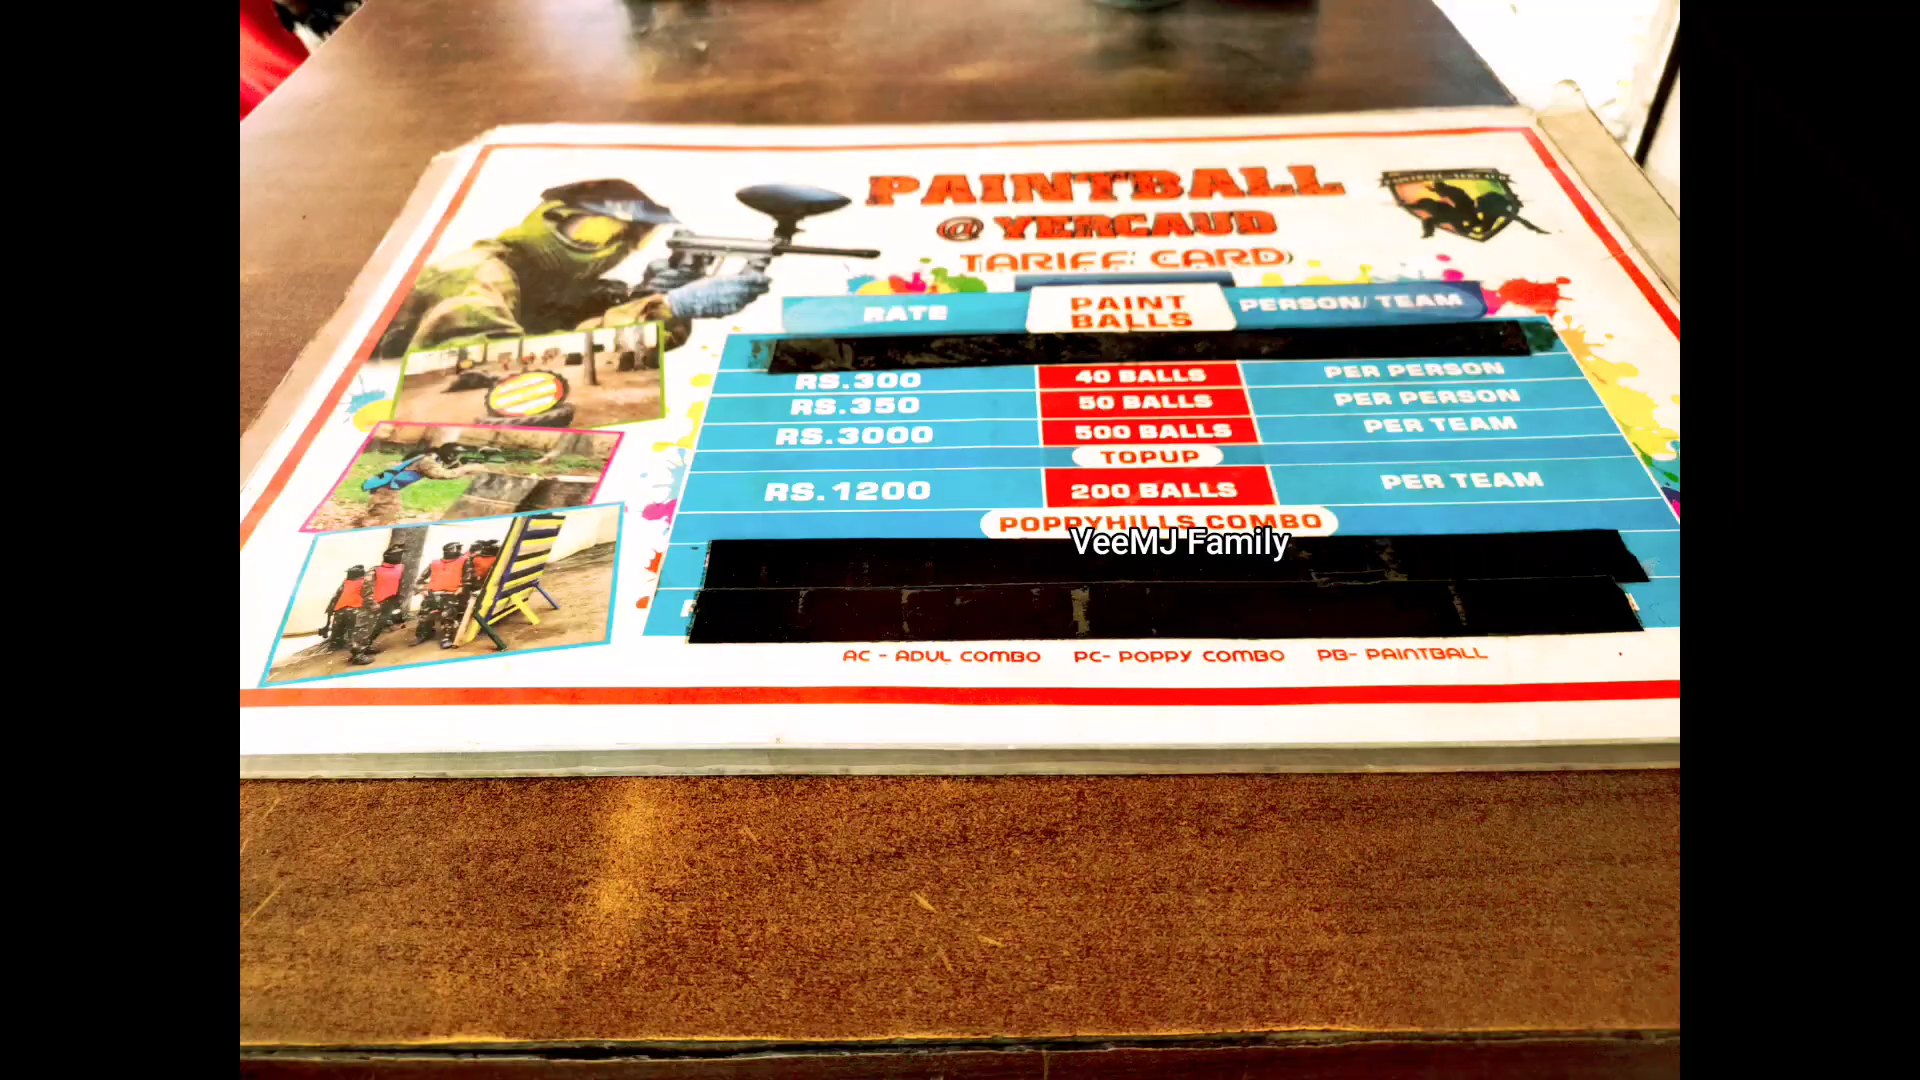 PAINTBALL
@ YERCAUD
TARIFF CARD
RATE PAINT BALLS PERSON/ TEAM
RS.300 40 BALLS PER PERSON
RS.350 50 BALLS PER PERSON
RS.3000 500 BALLS PER TEAM
TOPUP
RS.1200 200 BALLS PER TEAM
POPPYHILLS COMBO
VeeMJ Family
AC - ADUL COMBO PC- POPPY COMBO PB- PAINTBALL